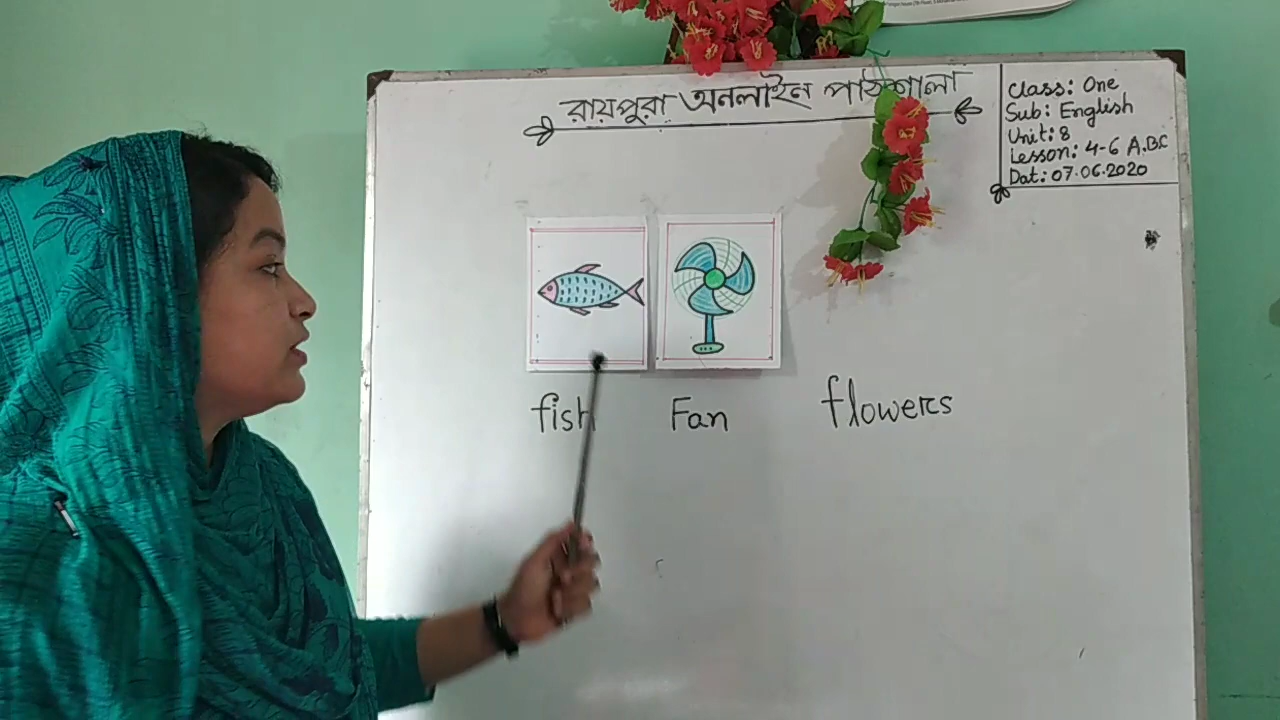 রায়পুরা অনলাইন পাঠশালা
Class: One
Sub: English
Unit: 8
Lesson: 4-6 A.B.C
Dat: 07.06.2020
fish Fan flowers